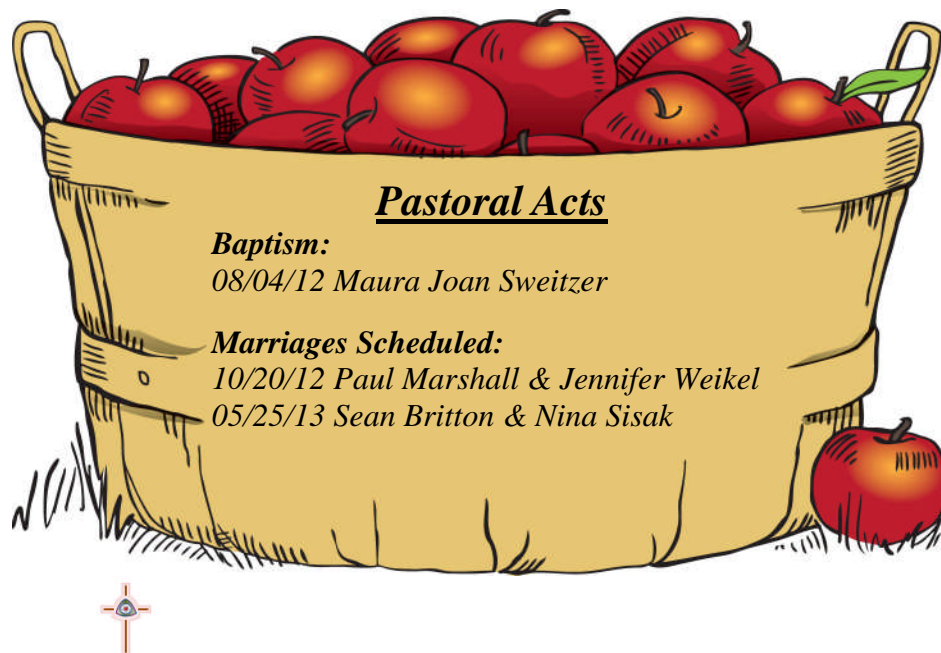 Pastoral Acts
Baptism:
08/04/12 Maura Joan Sweitzer
Marriages Scheduled:
10/20/12 Paul Marshall & Jennifer Weikel
05/25/13 Sean Britton & Nina Sisak